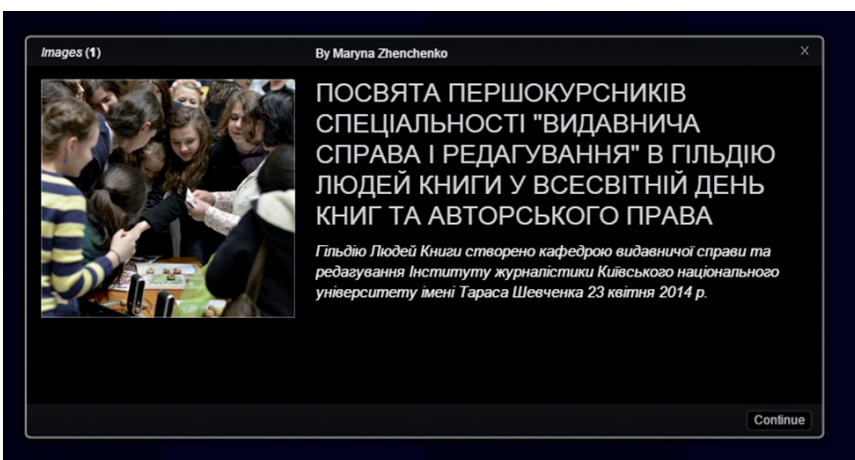 Images (1)
By Maryna Zhenchenko
X
ПОСВЯТА ПЕРШОКУРСНИКІВ
СПЕЦІАЛЬНОСТІ "ВИДАВНИЧА
СПРАВА І РЕДАГУВАННЯ" В ГІЛЬДІЮ
ЛЮДЕЙ КНИГИ У ВСЕСВІТНІЙ ДЕНЬ
КНИГ ТА АВТОРСЬКОГО ПРАВА
Гільдію Людей Книги створено кафедрою видавничої справи та
редагування Інституту журналістики Київського національного
університету імені Тараса Шевченка 23 квітня 2014 р.
Continue